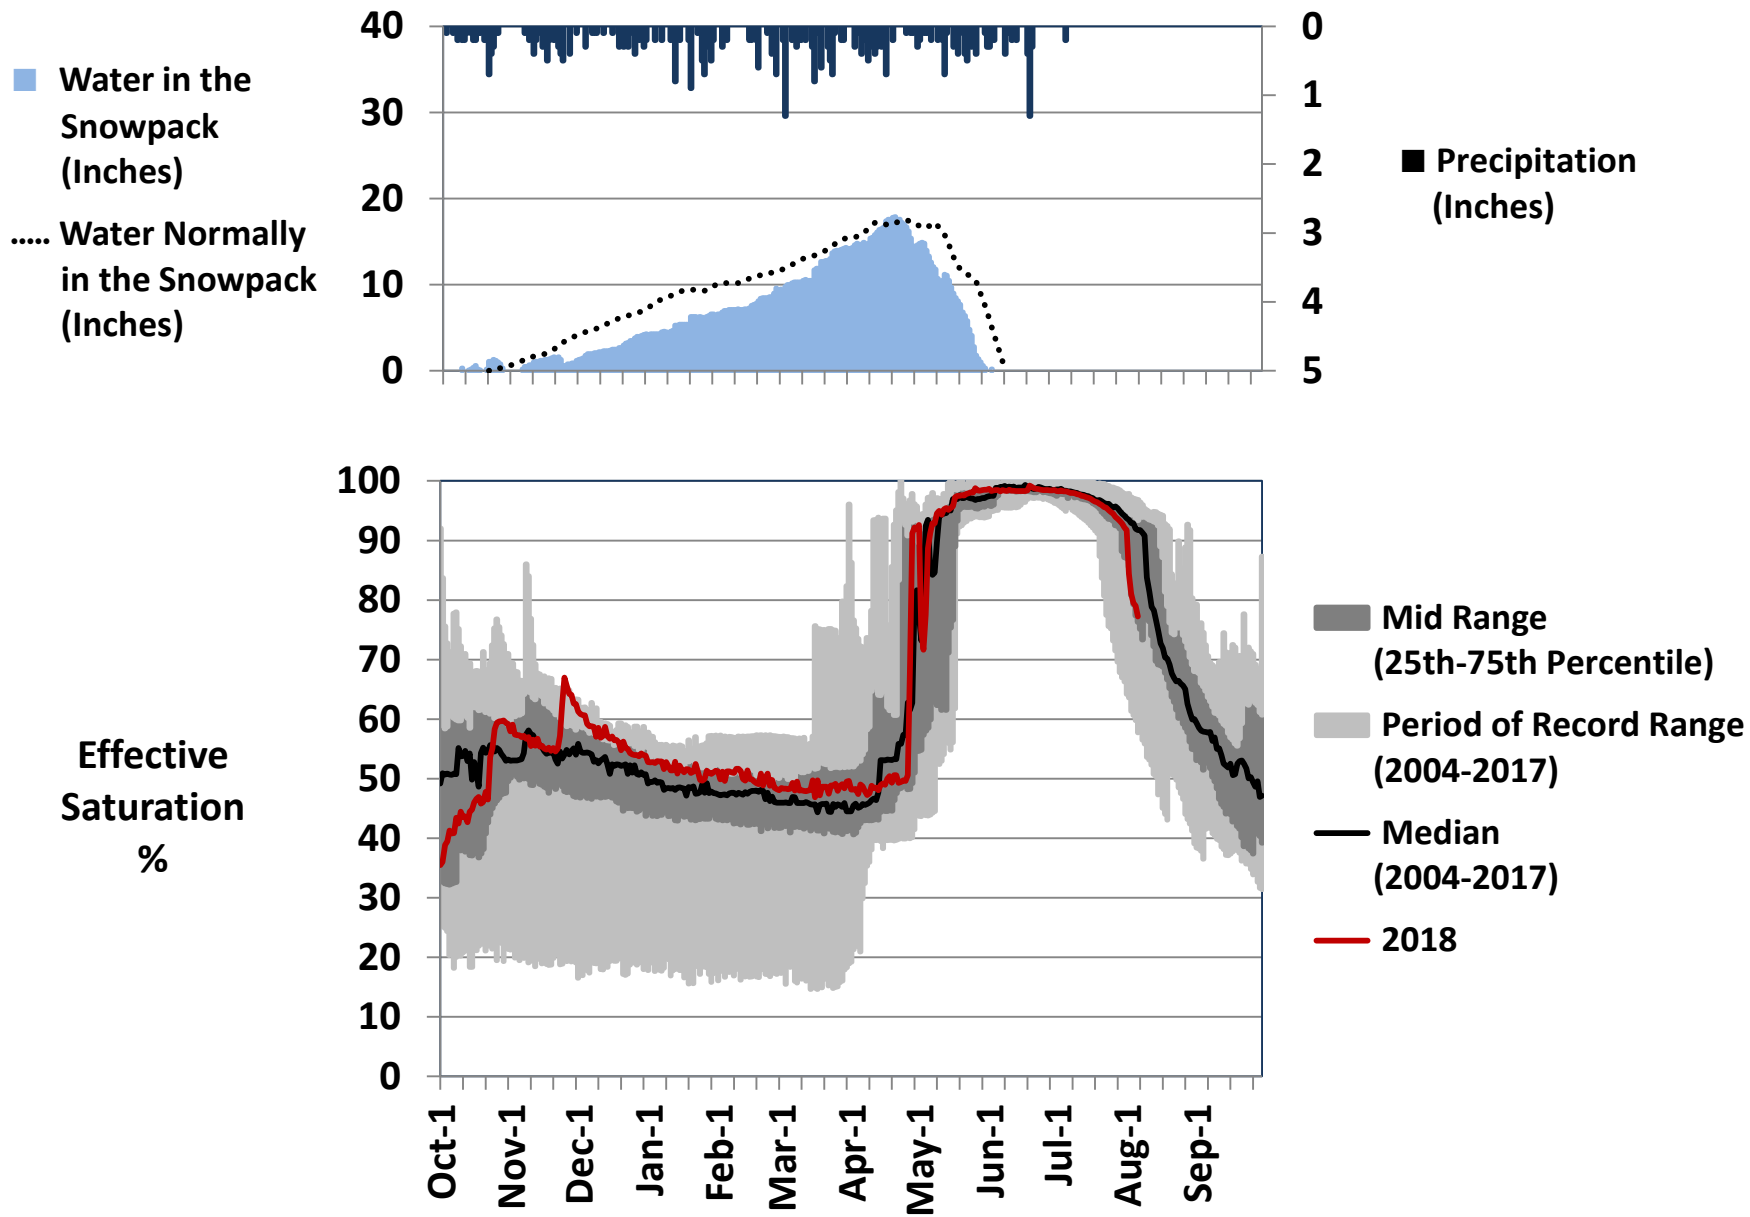 40
30
20
10
0
0
1
2
3
4
5
Water in the
Snowpack
(Inches)
Water Normally
in the Snowpack
(Inches)
Precipitation
(Inches)
100
90
80
70
60
50
40
30
20
10
0
Effective
Saturation
%
Oct-1
Nov-1
Dec-1
Jan-1
Feb-1
Mar-1
Apr-1
May-1
Jun-1
Jul-1
Aug-1
Sep-1
Mid Range
(25th-75th Percentile)
Period of Record Range
(2004-2017)
Median
(2004-2017)
2018